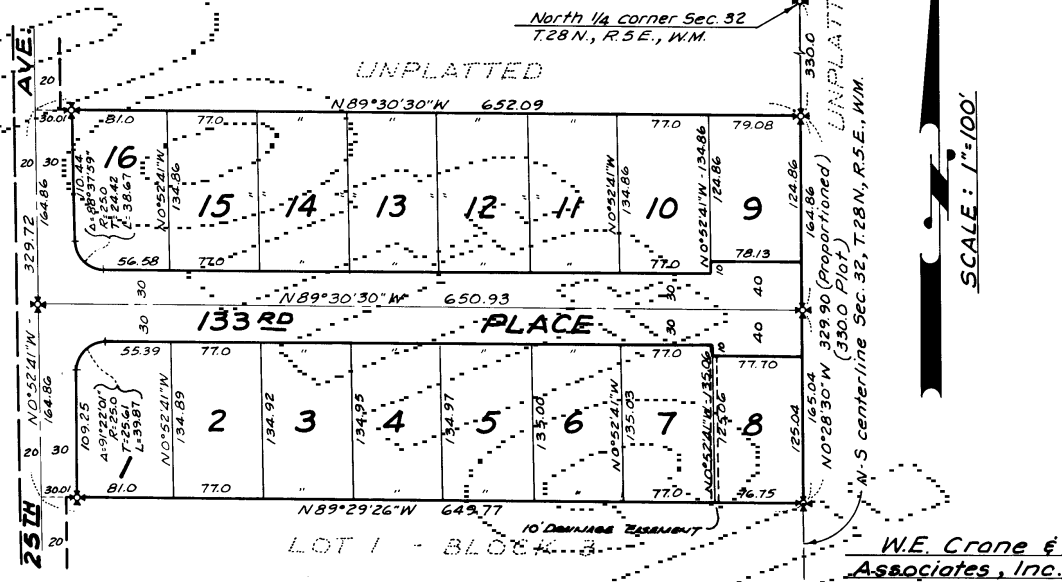 North 1/4 corner Sec. 32
T.28 N., R.5 E., W.M.
330.0
UNPLATTED
UNPLATT
25TH AVE.
20
N 89°30'30"W 652.09
30.01 81.0 77.0 " " " " 77.0 79.08
20 30
164.86
329.72
110.44
Δ=88°37'59"
R=25.0
T=24.42
L=38.67
16
N0°52'41"W
134.86
15
14
13
12
11
N0°52'41"W
134.86
10
N0°52'41"W - 134.86
124.86
9
124.86
164.86
56.58 77.0 " " " " 77.0 10 78.13
30 30 40
N89°30'30"W 650.93
133RD PLACE
30 30 40
55.39 77.0 " " " " 77.0 10 77.70
N0°52'41"W
164.86
109.25
Δ=91°22'01"
R=25.0
T=25.61
L=39.87
1
N0°52'41"W
134.89
2
134.92
3
134.95
4
134.97
5
135.00
6
N0°52'41"W
135.03
7
N0°52'41"W-135.06
125.06
8
125.04
165.04
20 30
30.01 81.0 77.0 " " " " 77.0 76.75
N89°29'26"W 649.77
10' DRAINAGE EASEMENT
20
LOT 1 - BLOCK 3
N0°28'30"W 329.90 (Proportioned)
(330.0 Plat)
N-S centerline Sec. 32, T.28 N., R.5 E., W.M.
N
SCALE: 1"=100'
W.E. Crane &
Associates, Inc.